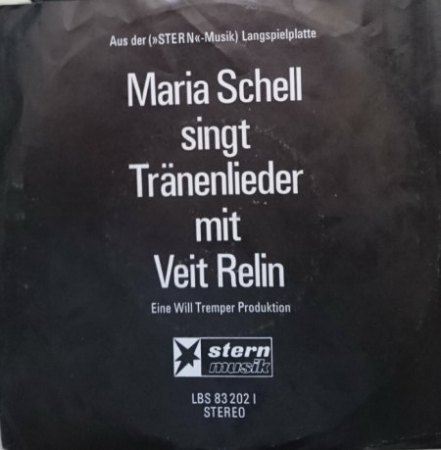 Aus der (»STERN«-Musik) Langspielplatte
Maria Schell
singt
Tränenlieder
mit
Veit Relin
Eine Will Tremper Produktion
stern
musik
LBS 83 202 I
STEREO